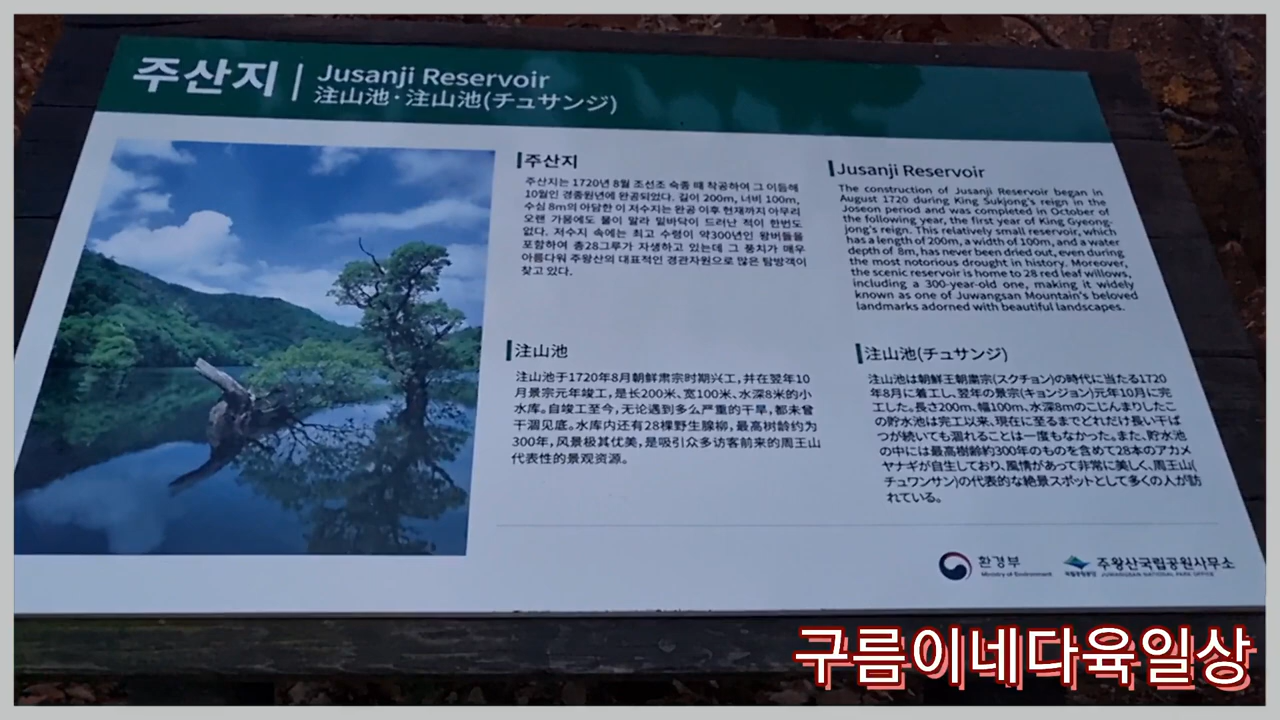 주산지
Jusanji Reservoir
注山池·注山池(チュサンジ)
주산지
주산지는 1720년 8월 조선조 숙종 때 착공하여 그 이듬해
10월인 경종원년에 완공되었다. 길이 200m, 너비 100m,
수심 8m의 아담한 이 저수지는 완공 이후 현재까지 아무리
오랜 가뭄에도 물이 말라 밑바닥이 드러난 적이 한번도
없다. 저수지 속에는 최고 수령이 약300년인 왕버들을
포함하여 총28그루가 자생하고 있는데 그 풍치가 매우
아름다워 주왕산의 대표적인 경관자원으로 많은 탐방객이
찾고 있다.
Jusanji Reservoir
The construction of Jusanji Reservoir began in
August 1720 during King Sukjong's reign in the
Joseon period and was completed in October of
the following year, the first year of King Gyeong-
jong's reign. This relatively small reservoir, which
has a length of 200m, a width of 100m, and a water
depth of 8m, has never been dried out, even during
the most notorious drought in history. Moreover,
the scenic reservoir is home to 28 red leaf willows,
including a 300-year-old one, making it widely
known as one of Juwangsan Mountain's beloved
landmarks adorned with beautiful landscapes.
注山池
注山池于1720年8月朝鲜肃宗时期兴工，并在翌年10
月景宗元年竣工，是长200米、宽100米、水深8米的小
水库。自竣工至今，无论遇到多么严重的干旱，都未曾
干涸见底。水库内还有28棵野生腺柳，最高树龄约为
300年，风景极其优美，是吸引众多访客前来的周王山
代表性的景观资源。
注山池(チュサンジ)
注山池は朝鮮王朝粛宗(スクチョン)の時代に当たる1720
年8月に着工し、翌年の景宗(キョンジョン)元年10月に完
工した。長さ200m、幅100m、水深8mのこじんまりしたこ
の貯水池は完工以来、現在に至るまでどれだけ長い干ば
つが続いても涸れることは一度もなかった。また、貯水池
の中には最高樹齢約300年のものを含めて28本のアカメ
ヤナギが自生しており、風情があって非常に美しく、周王山(
チュワンサン)の代表的な絶景スポットとして多くの人が訪
れている。
환경부
Ministry of Environment
주왕산국립공원사무소
JUWANGSAN NATIONAL PARK OFFICE
구름이네다육일상